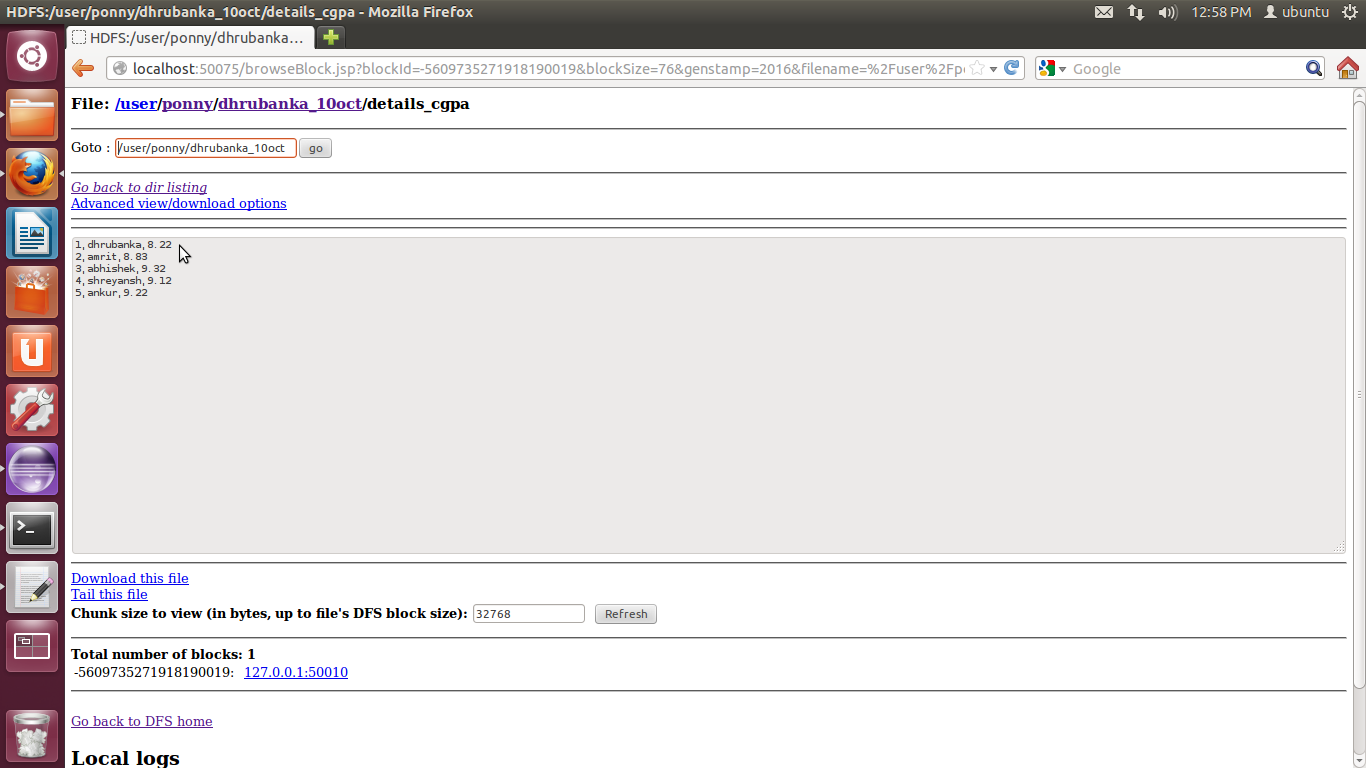 HDFS:/user/ponny/dhrubanka_10oct/details_cgpa - Mozilla Firefox
12:58 PM ubuntu
HDFS:/user/ponny/dhrubanka...
localhost:50075/browseBlock.jsp?blockId=-5609735271918190019&blockSize=76&genstamp=2016&filename=%2Fuser%2Fp
Google
File: /user/ponny/dhrubanka_10oct/details_cgpa
Goto : /user/ponny/dhrubanka_10oct go
Go back to dir listing
Advanced view/download options
1,dhrubanka,8.22
2,amrit,8.83
3,abhishek,9.32
4,shreyansh,9.12
5,ankur,9.22
Download this file
Tail this file
Chunk size to view (in bytes, up to file's DFS block size): 32768 Refresh
Total number of blocks: 1
-5609735271918190019: 127.0.0.1:50010
Go back to DFS home
Local logs